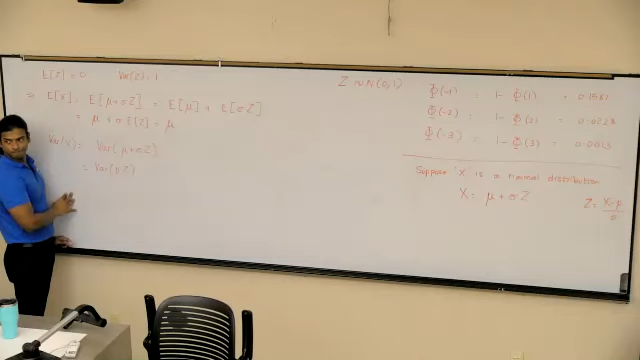 E[Z] = 0 Var(Z) = 1
⇒ E[X] = E[μ+σZ] = E[μ] + E[σZ]
= μ + σE[Z] = μ
Var(X) = Var(μ+σZ)
= Var(σZ)
Z ~ N(0,1)
Φ(-1) = 1 - Φ(1) = 0.1587
Φ(-2) = 1 - Φ(2) = 0.0228
Φ(-3) = 1 - Φ(3) = 0.0013
Suppose 'X' is a normal distribution
X = μ + σZ
Z = X-μ / σ